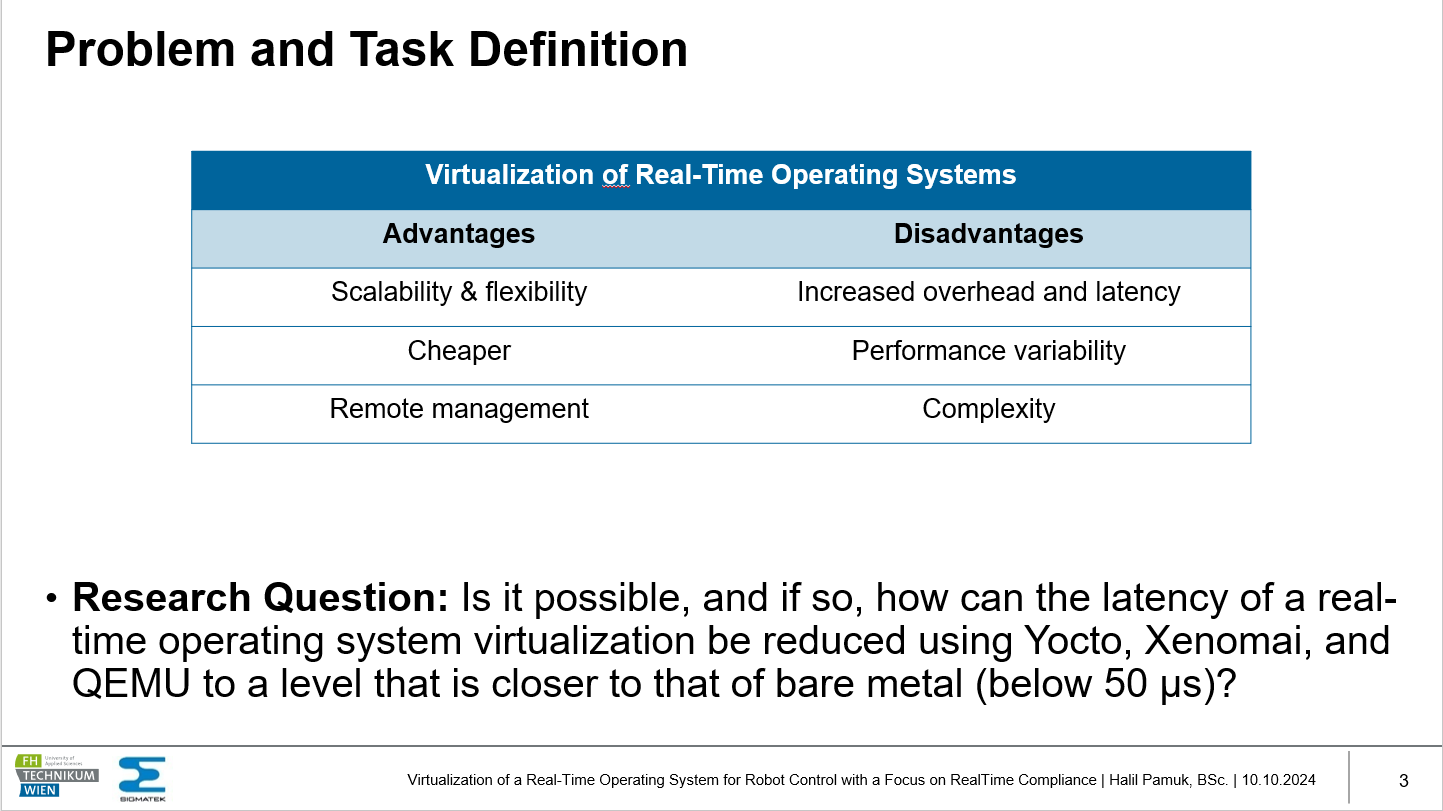 Problem and Task Definition
Virtualization of Real-Time Operating Systems
Advantages Disadvantages
Scalability & flexibility Increased overhead and latency
Cheaper Performance variability
Remote management Complexity
• Research Question: Is it possible, and if so, how can the latency of a real-
time operating system virtualization be reduced using Yocto, Xenomai, and
QEMU to a level that is closer to that of bare metal (below 50 µs)?
FH University of
Applied Sciences
TECHNIKUM
WIEN
SIGMATEK
Virtualization of a Real-Time Operating System for Robot Control with a Focus on RealTime Compliance | Halil Pamuk, BSc. | 10.10.2024
3